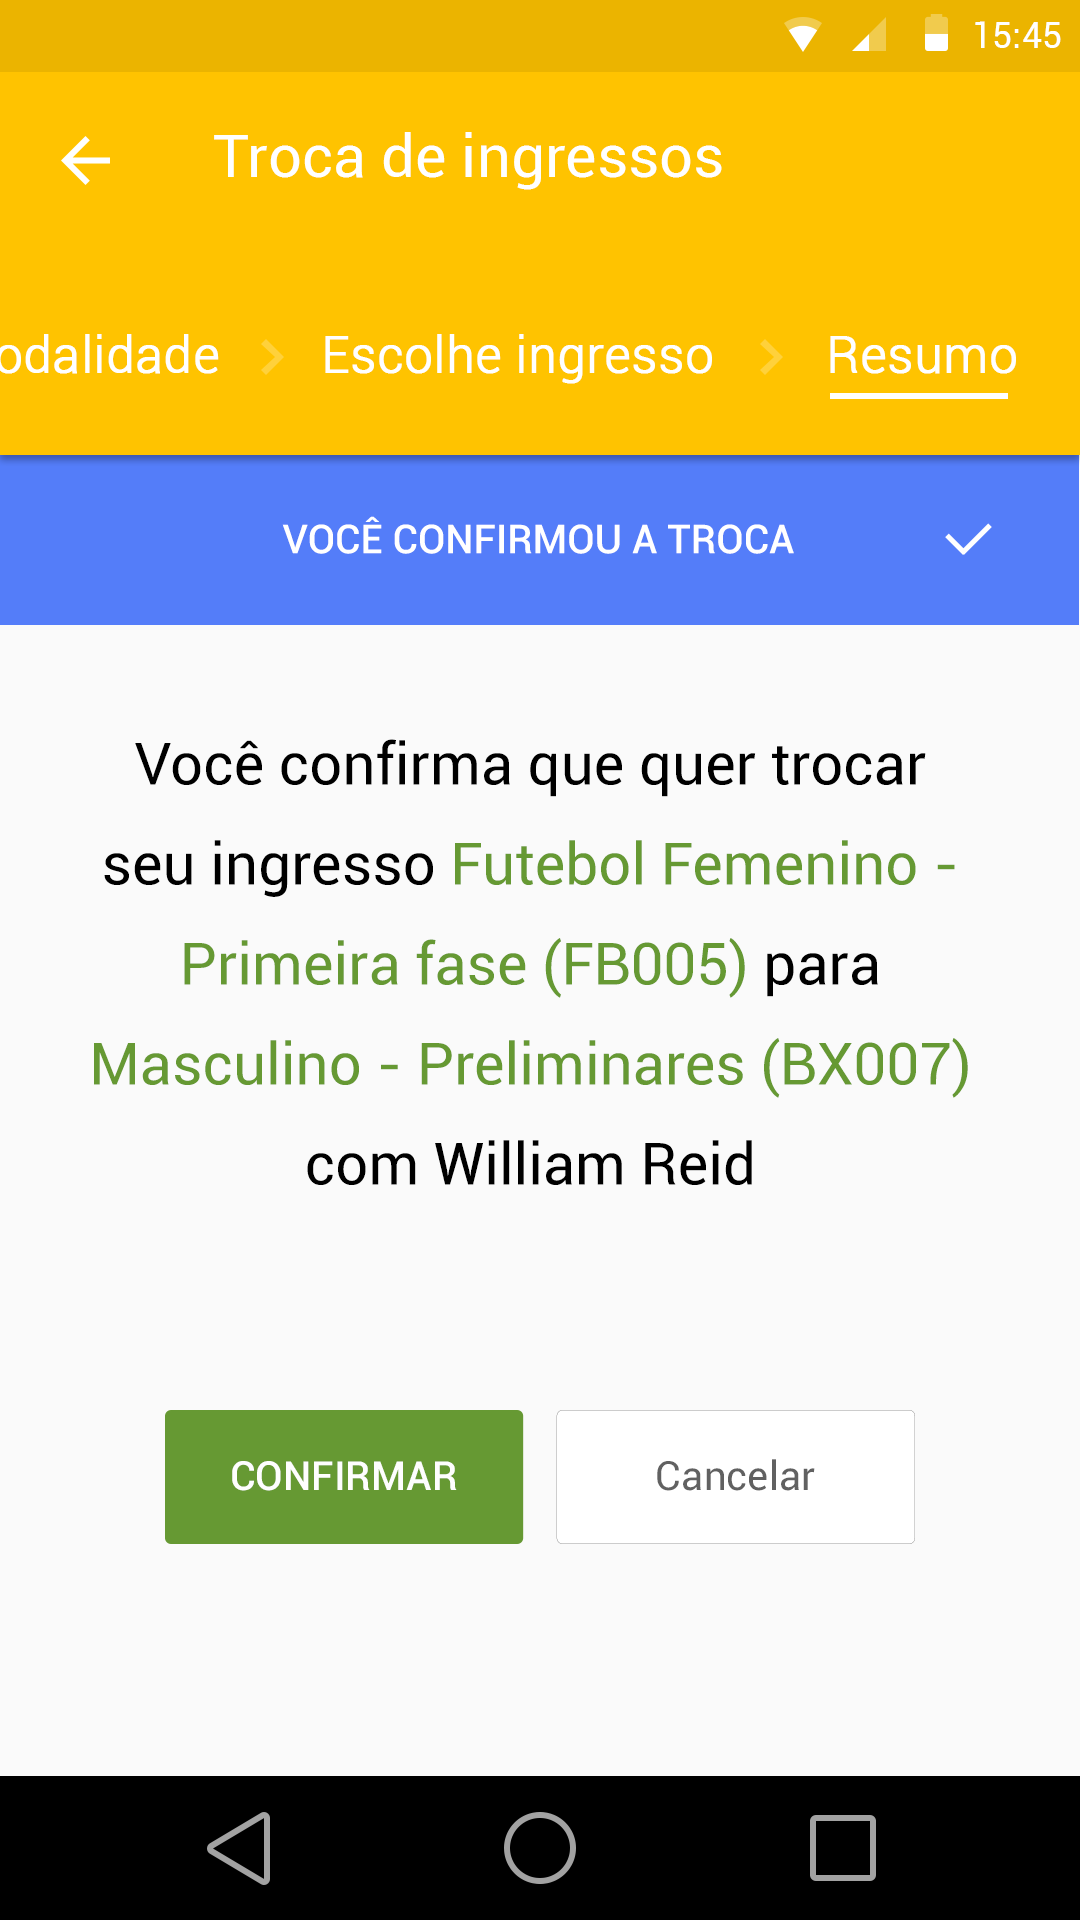 15:45
Troca de ingressos
odalidade
Escolhe ingresso
Resumo
VOCÊ CONFIRMOU A TROCA
Você confirma que quer trocar
seu ingresso Futebol Femenino -
Primeira fase (FB005) para
Masculino - Preliminares (BX007)
com William Reid
CONFIRMAR
Cancelar